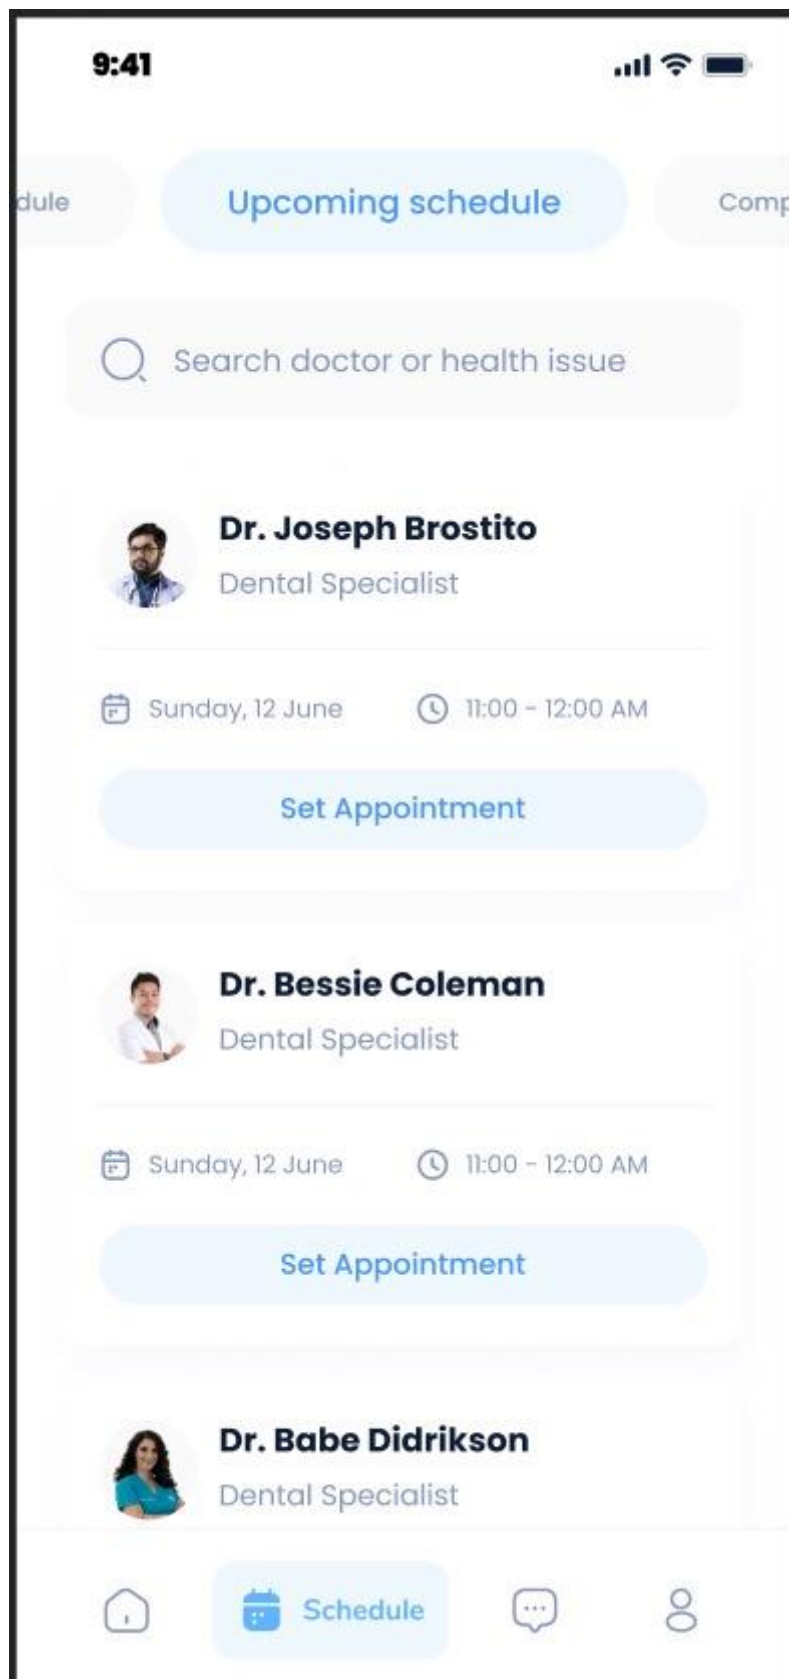 9:41
dule
Upcoming schedule
Comp
Search doctor or health issue
Dr. Joseph Brostito
Dental Specialist
Sunday, 12 June
11:00 - 12:00 AM
Set Appointment
Dr. Bessie Coleman
Dental Specialist
Sunday, 12 June
11:00 - 12:00 AM
Set Appointment
Dr. Babe Didrikson
Dental Specialist
Schedule